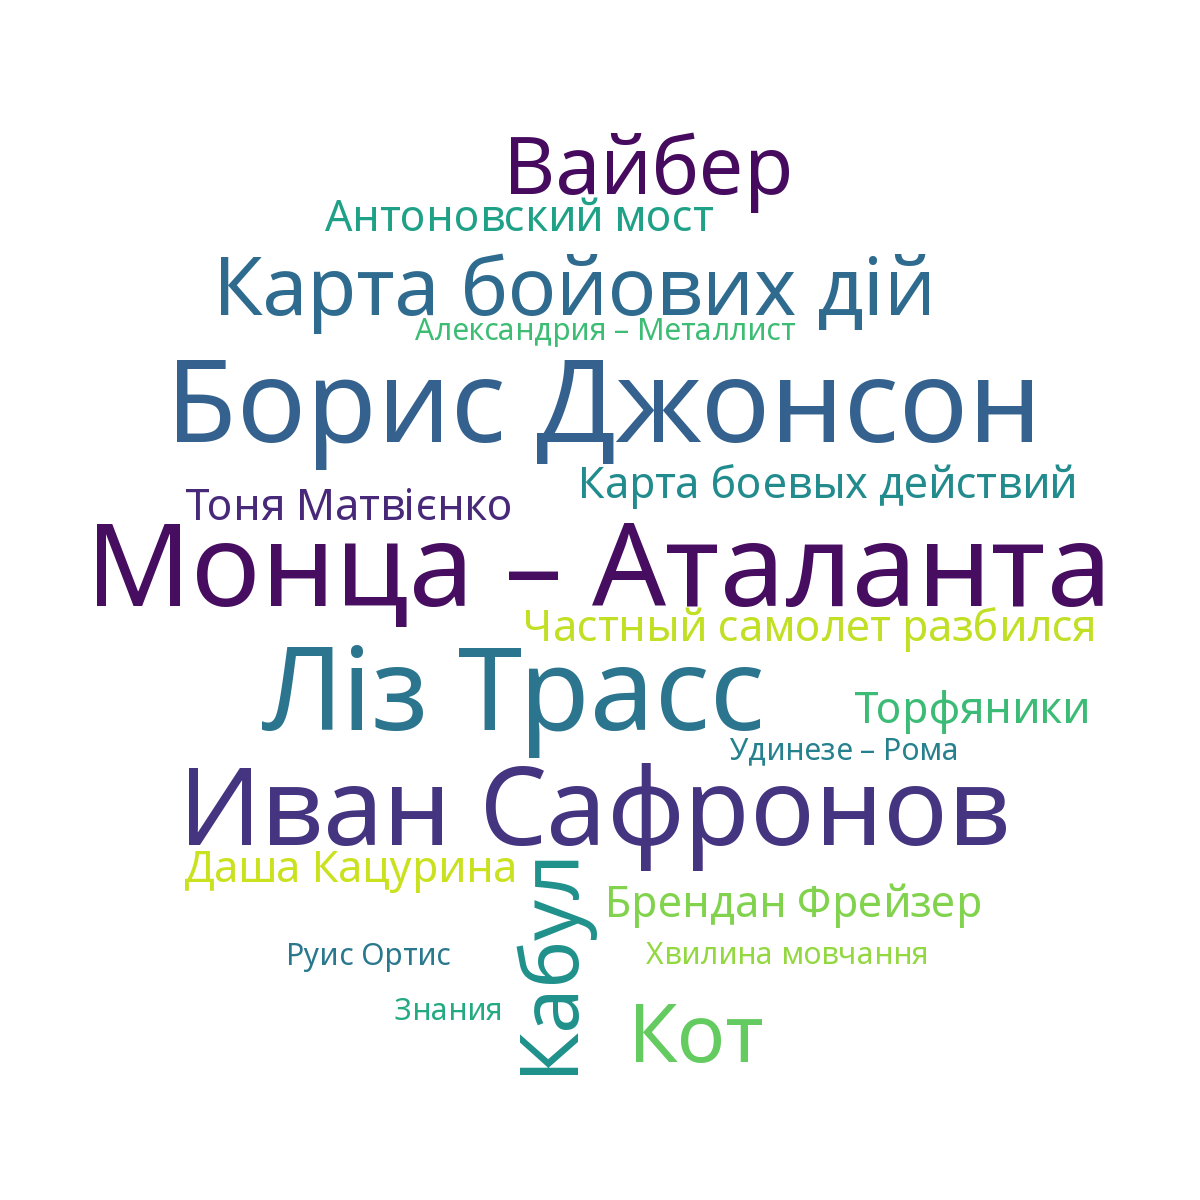 Вайбер
Антоновский мост
Карта бойових дій
Александрия – Металлист
Борис Джонсон
Карта боевых действий
Тоня Матвієнко
Монца – Аталанта
Частный самолет разбился
Ліз Трасс
Торфяники
Удинезе – Рома
Иван Сафронов
Даша Кацурина
Кабул
Брендан Фрейзер
Руис Ортис
Хвилина мовчання
Знания
Кот